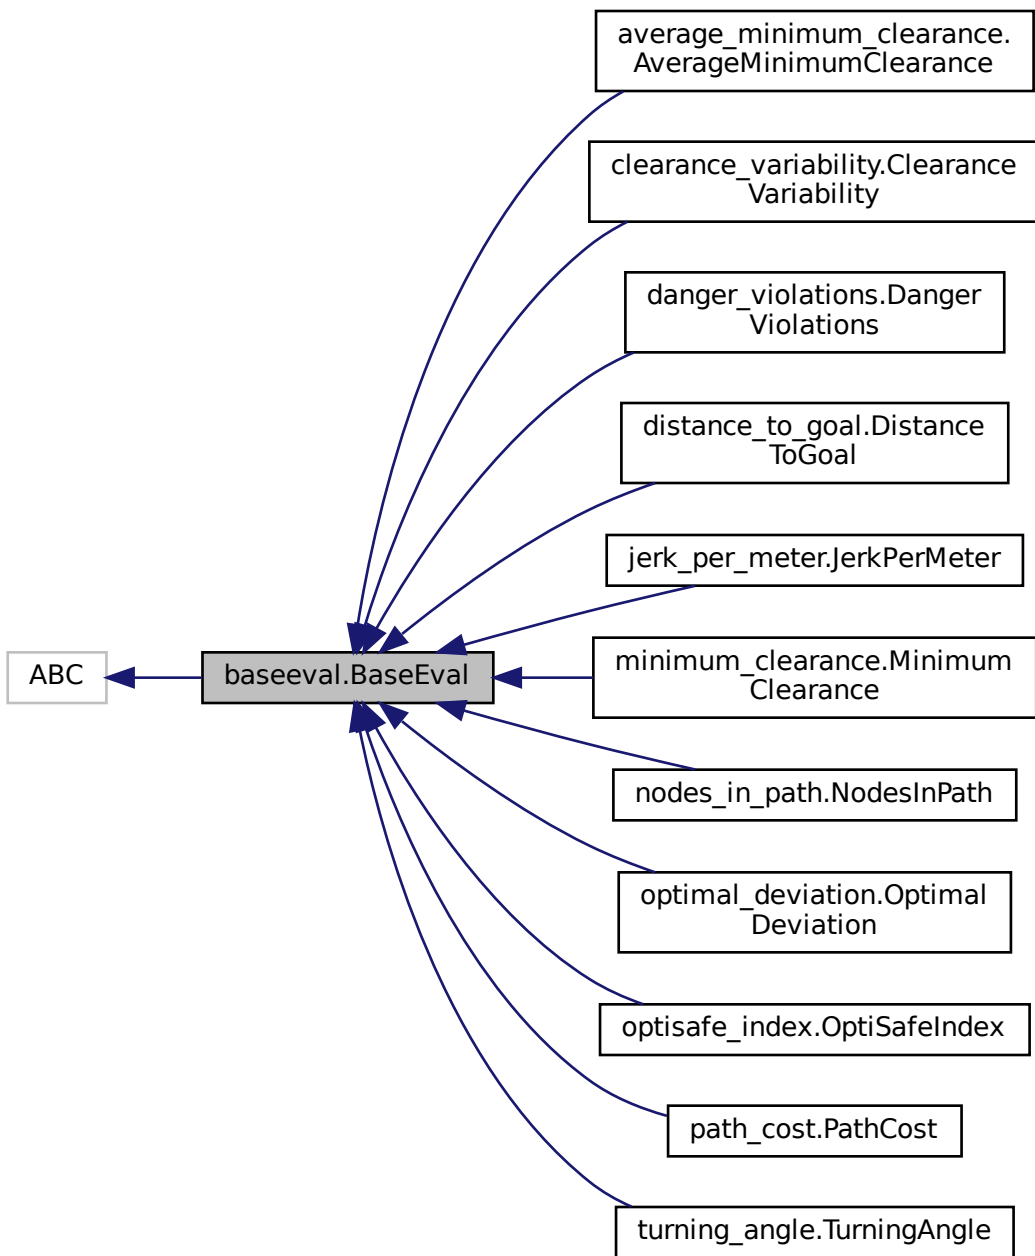 average_minimum_clearance.
AverageMinimumClearance
clearance_variability.Clearance
Variability
danger_violations.Danger
Violations
distance_to_goal.Distance
ToGoal
jerk_per_meter.JerkPerMeter
ABC
baseeval.BaseEval
minimum_clearance.Minimum
Clearance
nodes_in_path.NodesInPath
optimal_deviation.Optimal
Deviation
optisafe_index.OptiSafeIndex
path_cost.PathCost
turning_angle.TurningAngle